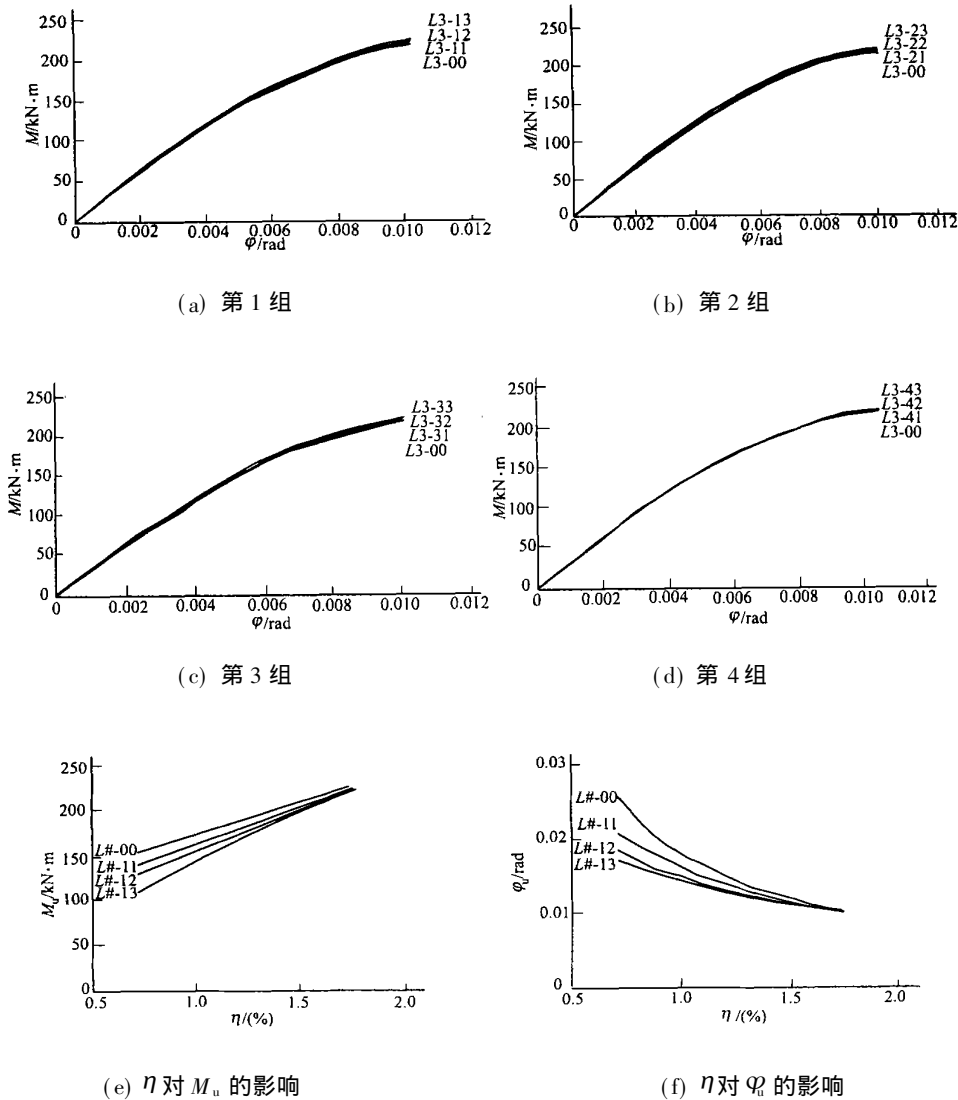 250
200
150
100
50
0
M/kN·m
L3-13
L3-12
L3-11
L3-00
0 0.002 0.004 0.006 0.008 0.010 0.012
φ/rad
(a) 第 1 组
250
200
150
100
50
0
M/kN·m
L3-23
L3-22
L3-21
L3-00
0 0.002 0.004 0.006 0.008 0.010 0.012
φ/rad
(b) 第 2 组
250
200
150
100
50
0
M/kN·m
L3-33
L3-32
L3-31
L3-00
0 0.002 0.004 0.006 0.008 0.010 0.012
φ/rad
(c) 第 3 组
250
200
150
100
50
0
M/kN·m
L3-43
L3-42
L3-41
L3-00
0 0.002 0.004 0.006 0.008 0.010 0.012
φ/rad
(d) 第 4 组
250
200
150
100
50
0
Mu/kN·m
L#-00
L#-11
L#-12
L#-13
0.5 1.0 1.5 2.0
η/(%)
(e) η 对 Mu 的影响
0.03
0.02
0.01
0
φu/rad
L#-00
L#-11
L#-12
L#-13
0.5 1.0 1.5 2.0
η/(%)
(f) η 对 φu 的影响